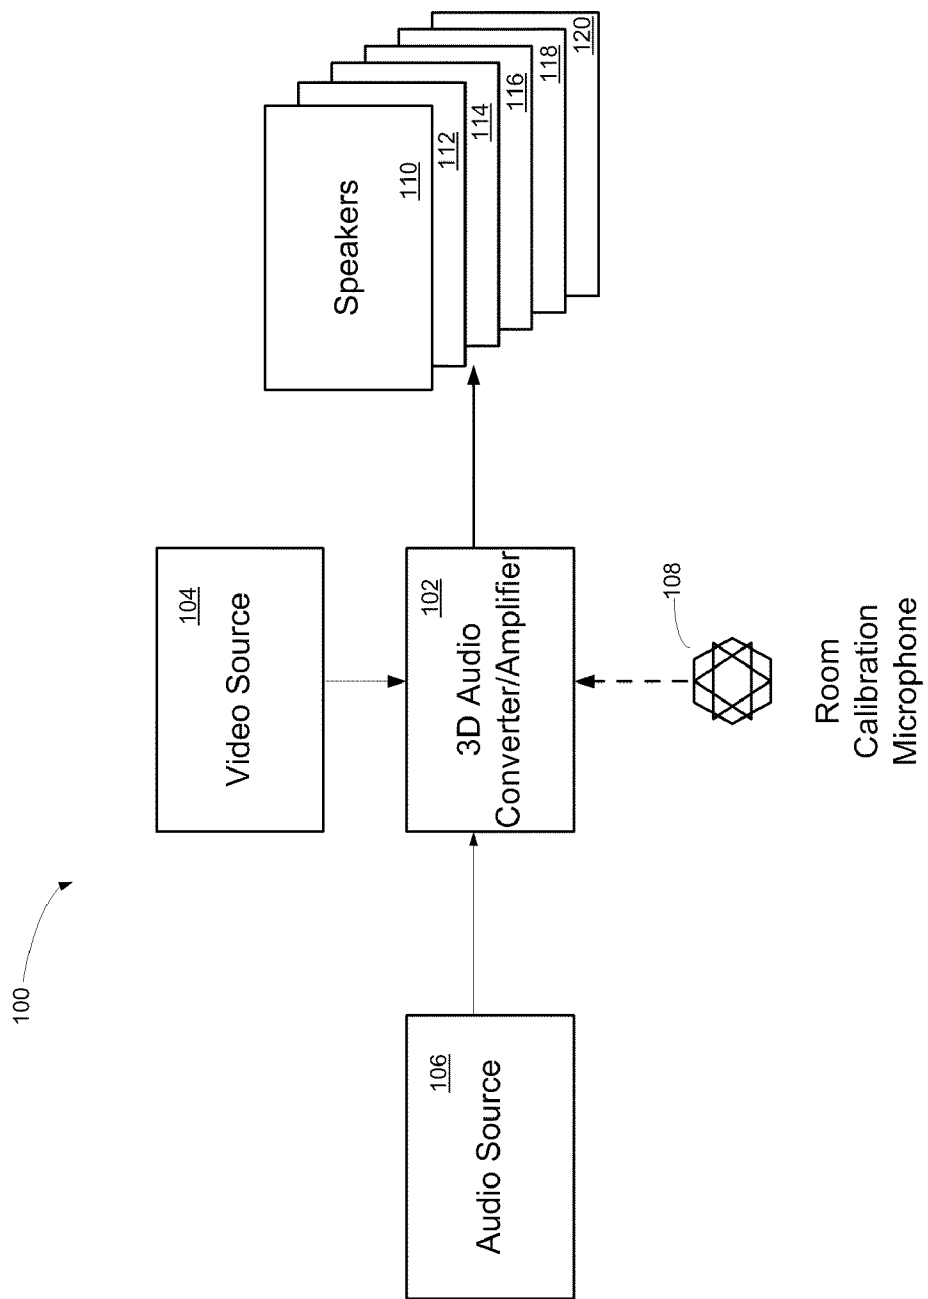 100
104
Video Source
106
Audio Source
102
3D Audio
Converter/Amplifier
Speakers
110
112
114
116
118
120
108
Room
Calibration
Microphone